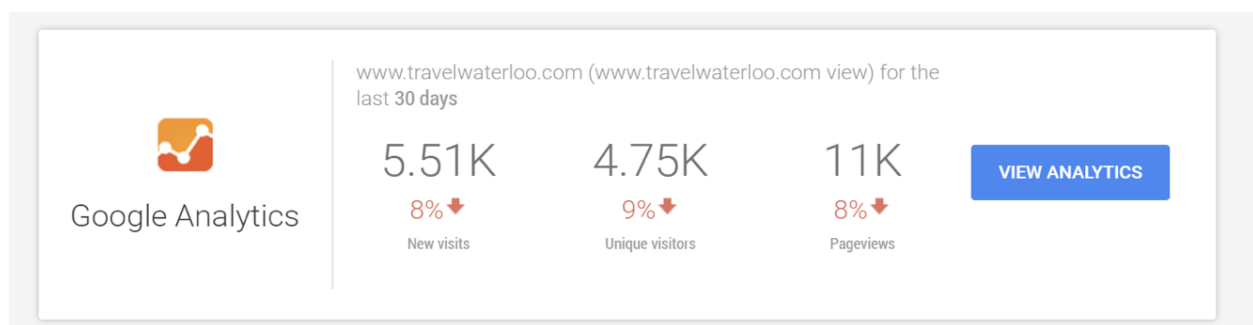 www.travelwaterloo.com (www.travelwaterloo.com view) for the
last 30 days
Google Analytics
5.51K 4.75K 11K
8% 9% 8%
New visits Unique visitors Pageviews
VIEW ANALYTICS